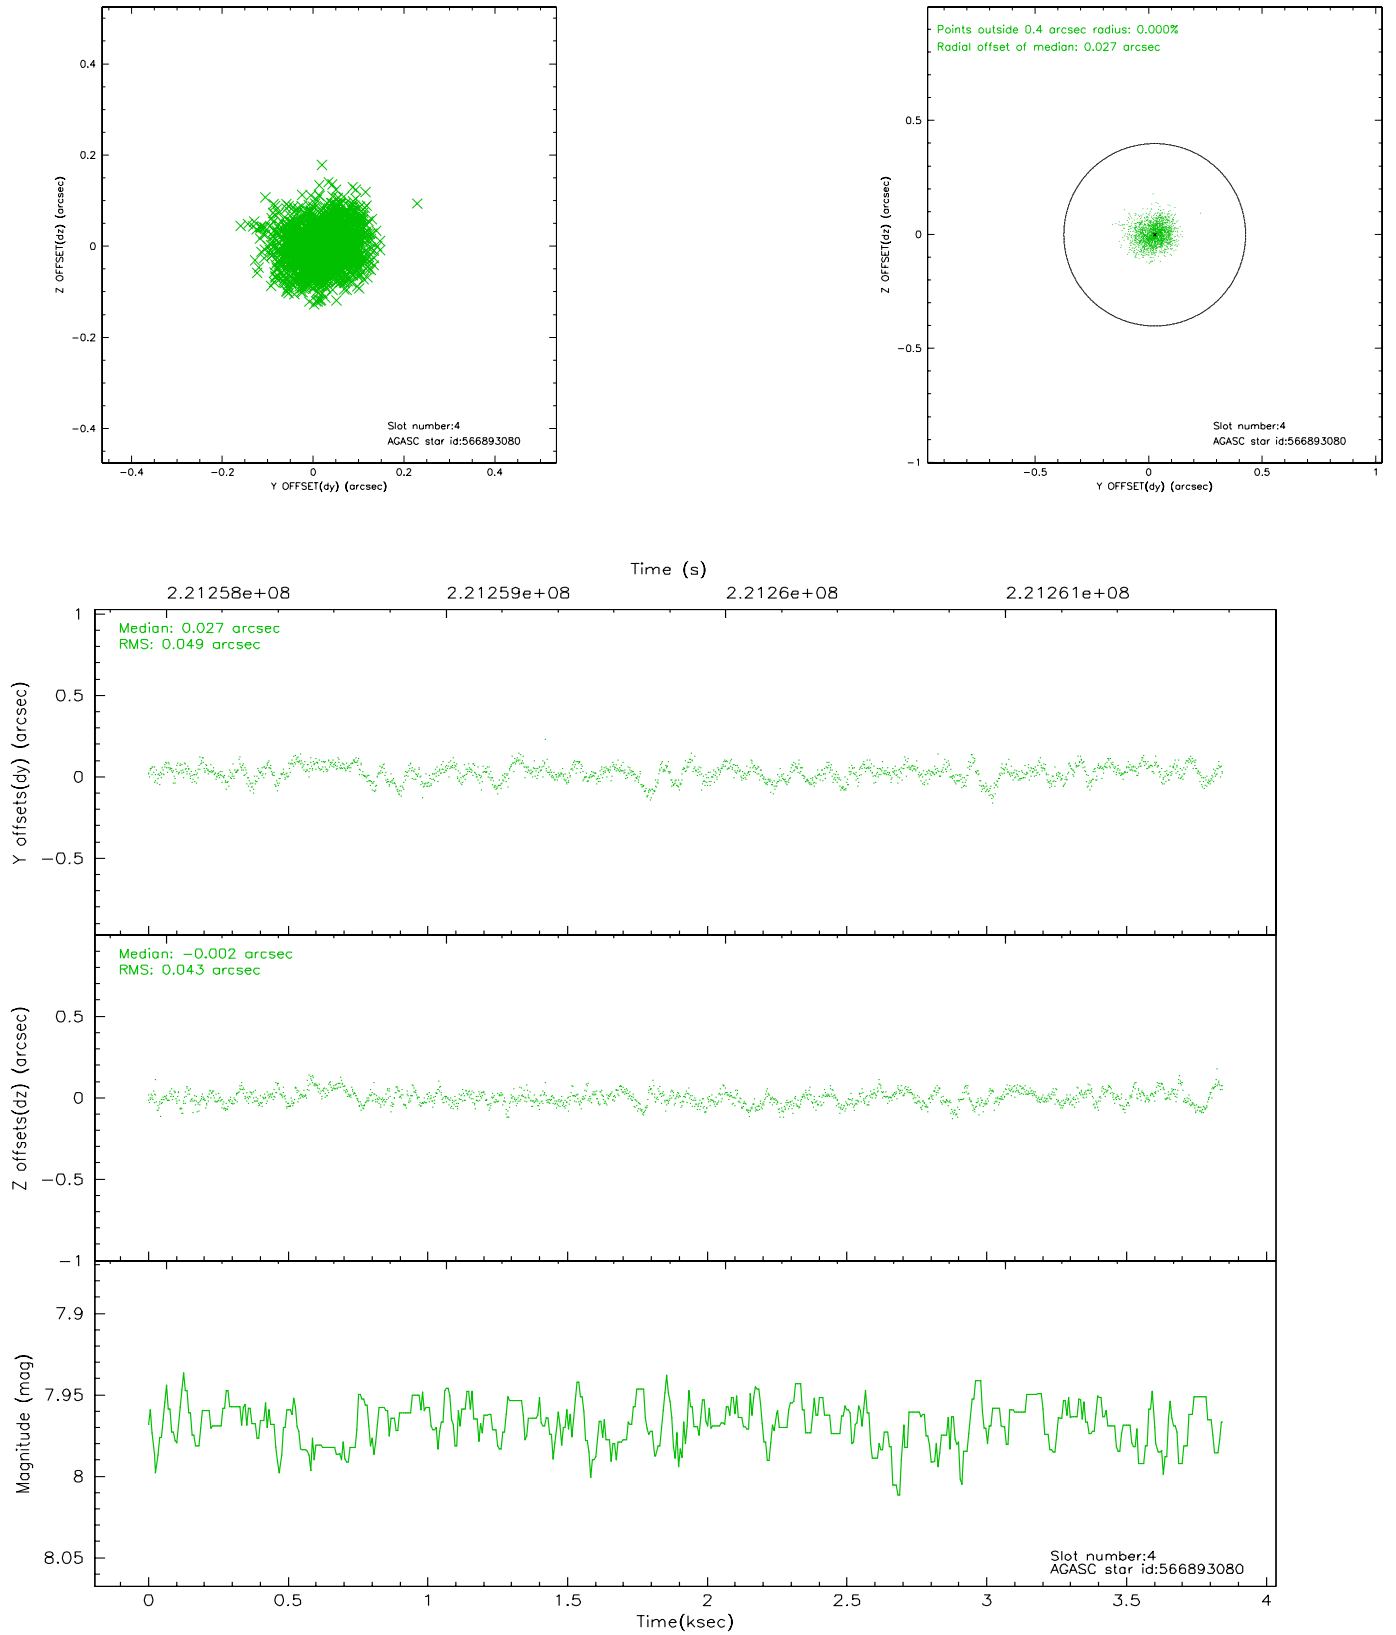 0.4
0.2
0
−0.2
−0.4
Z OFFSET(dz) (arcsec)
Slot number:4
AGASC star id:566893080
−0.4 −0.2 0 0.2 0.4
Y OFFSET(dy) (arcsec)
Points outside 0.4 arcsec radius: 0.000%
Radial offset of median: 0.027 arcsec
0.5
0
−0.5
−1
Z OFFSET(dz) (arcsec)
Slot number:4
AGASC star id:566893080
−0.5 0 0.5 1
Y OFFSET(dy) (arcsec)
Time (s)
2.21258e+08 2.21259e+08 2.2126e+08 2.21261e+08
Median: 0.027 arcsec
RMS: 0.049 arcsec
1
0.5
0
−0.5
Y offsets(dy) (arcsec)
Median: −0.002 arcsec
RMS: 0.043 arcsec
0.5
0
−0.5
−1
Z offsets(dz) (arcsec)
7.9
7.95
8
8.05
Magnitude (mag)
Slot number:4
AGASC star id:566893080
0 0.5 1 1.5 2 2.5 3 3.5 4
Time(ksec)